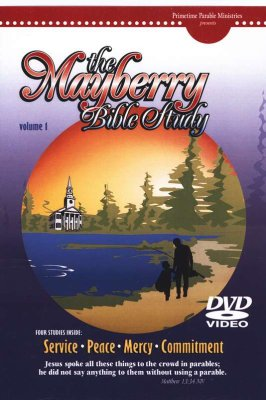 Primetime Parable Ministries
presents
the
Mayberry
Bible Study
volume 1
DVD
VIDEO
FOUR STUDIES INSIDE:
Service • Peace • Mercy • Commitment
Jesus spoke all these things to the crowd in parables;
he did not say anything to them without using a parable.
Matthew 13:34 NIV